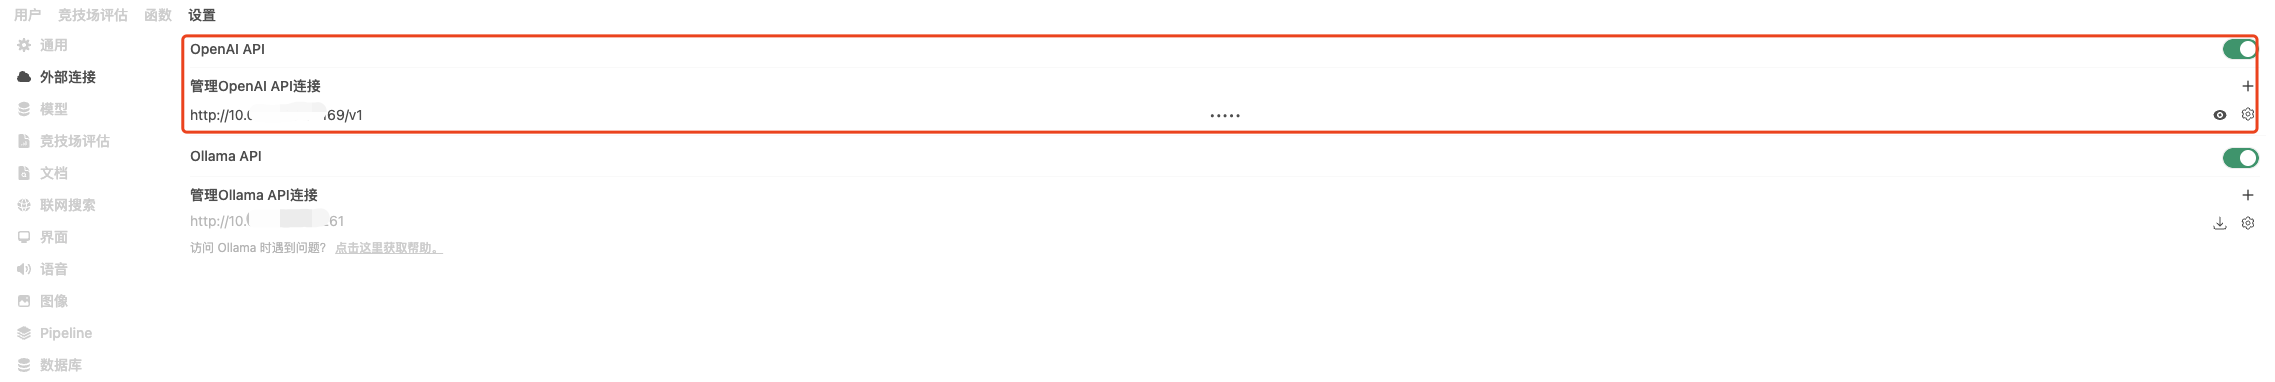 用户 竞技场评估 函数 设置
通用
外部连接
模型
竞技场评估
文档
联网搜索
界面
语音
图像
Pipeline
数据库
OpenAI API
管理OpenAI API连接
http://10. 69/v1
•••••
Ollama API
管理Ollama API连接
http://10. 61
访问 Ollama 时遇到问题? 点击这里获取帮助。